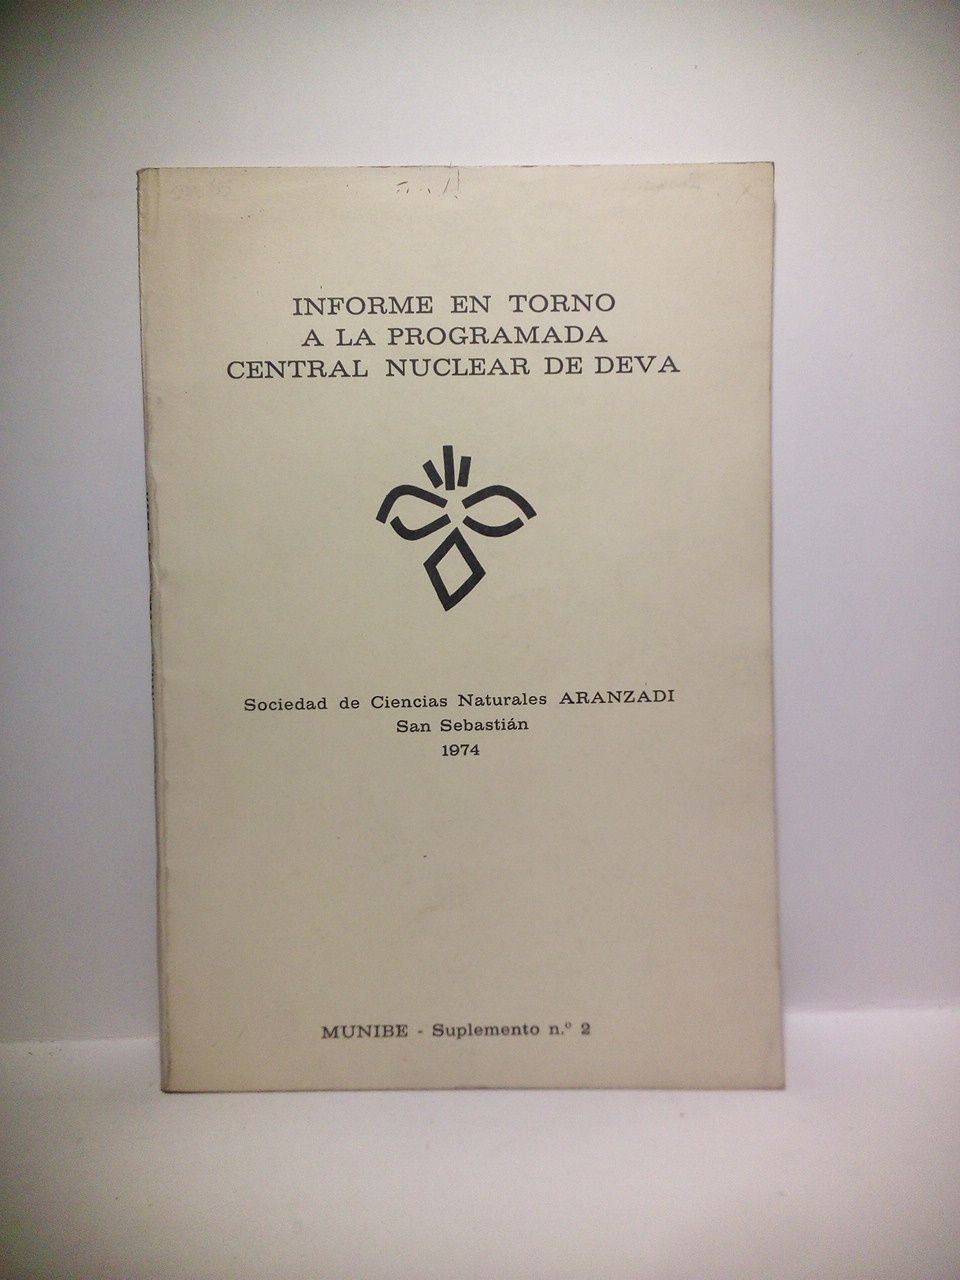 INFORME EN TORNO
A LA PROGRAMADA
CENTRAL NUCLEAR DE DEVA
Sociedad de Ciencias Naturales ARANZADI
San Sebastián
1974
MUNIBE - Suplemento n.º 2